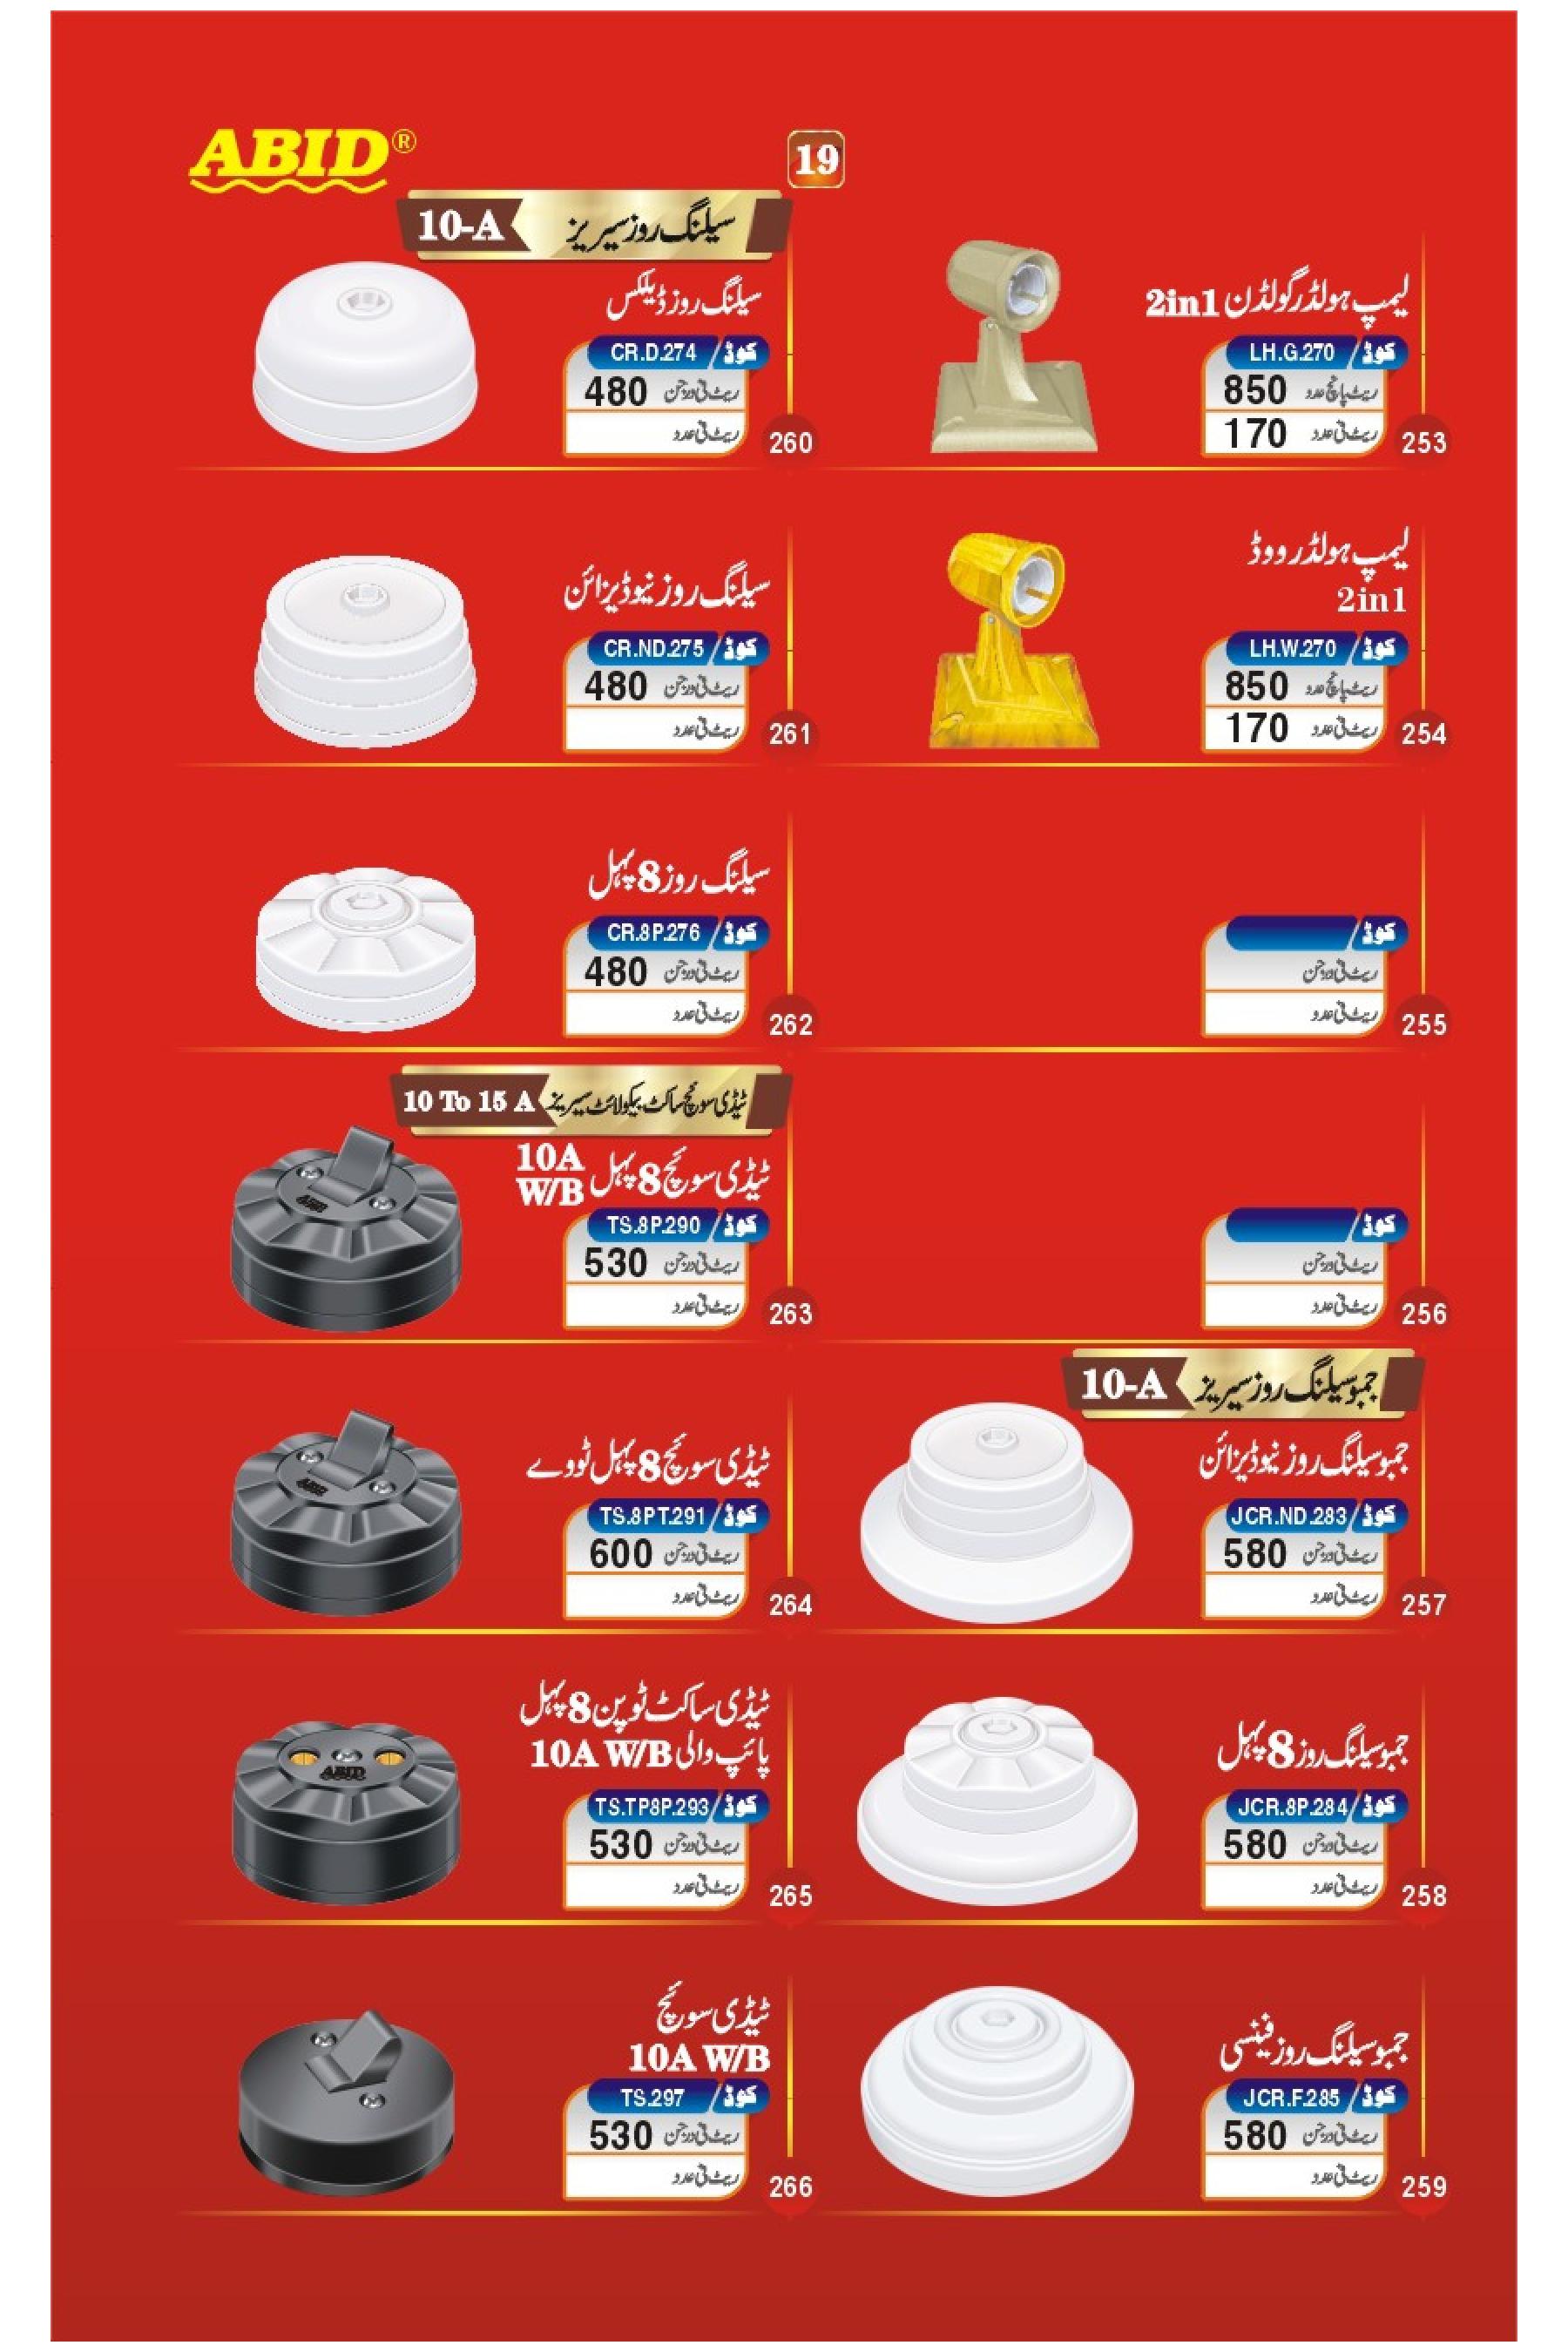 ABID®
19
سیلنگ روز سیریز 10-A
سیلنگ روز ڈیلکس
کوڈ / CR.D.274
ریٹ فی درجن 480
ریٹ فی عدد
260
لیمپ ہولڈر گولڈن 2in1
کوڈ / LH.G.270
ریٹ پانچ عدد 850
ریٹ فی عدد 170
253
سیلنگ روز نیو ڈیزائن
کوڈ / CR.ND.275
ریٹ فی درجن 480
ریٹ فی عدد
261
لیمپ ہولڈر ووڈ
2in1
کوڈ / LH.W.270
ریٹ پانچ عدد 850
ریٹ فی عدد 170
254
سیلنگ روز 8 پہل
کوڈ / CR.8P.276
ریٹ فی درجن 480
ریٹ فی عدد
262
کوڈ /
ریٹ فی درجن
ریٹ فی عدد
255
ٹیڈی سوئچ ساکٹ بیکولائٹ سیریز 10 To 15 A
ٹیڈی سوئچ 8 پہل 10A W/B
کوڈ / TS.8P.290
ریٹ فی درجن 530
ریٹ فی عدد
263
ABID
کوڈ /
ریٹ فی درجن
ریٹ فی عدد
256
ٹیڈی سوئچ 8 پہل ٹو وے
کوڈ / TS.8PT.291
ریٹ فی درجن 600
ریٹ فی عدد
264
ABID
جمبو سیلنگ روز سیریز 10-A
جمبو سیلنگ روز نیو ڈیزائن
کوڈ / JCR.ND.283
ریٹ فی درجن 580
ریٹ فی عدد
257
ٹیڈی ساکٹ ٹو پن 8 پہل
پائپ والی 10A W/B
کوڈ / TS.TP8P.293
ریٹ فی درجن 530
ریٹ فی عدد
265
ABID
جمبو سیلنگ روز 8 پہل
کوڈ / JCR.8P.284
ریٹ فی درجن 580
ریٹ فی عدد
258
ٹیڈی سوئچ
10A W/B
کوڈ / TS.297
ریٹ فی درجن 530
ریٹ فی عدد
266
جمبو سیلنگ روز فینسی
کوڈ / JCR.F.285
ریٹ فی درجن 580
ریٹ فی عدد
259